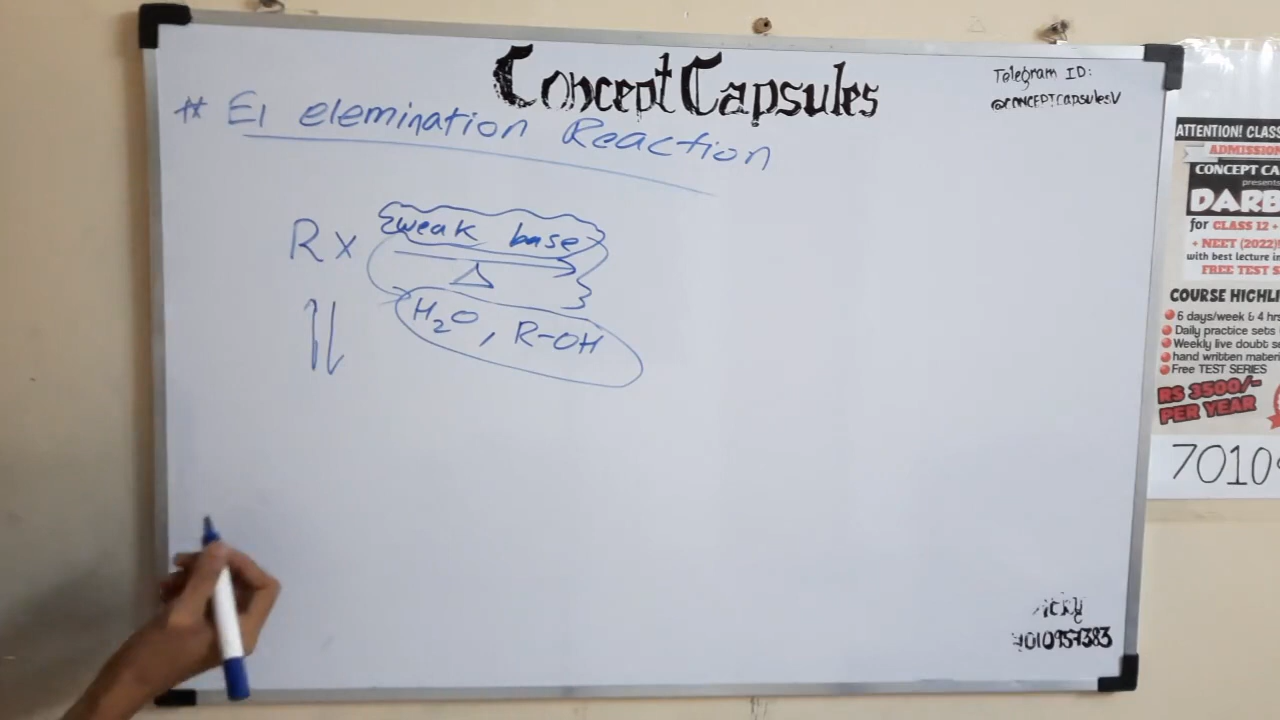 Concept Capsules
Telegram ID:
@CONCEPTCapsulesV
# E1 elemination Reaction
RX weak base
Δ
H2O, R-OH
7010957383
ATTENTION! CLASS
ADMISSION
CONCEPT CA
presents
DARB
for CLASS 12 +
+ NEET (2022)
with best lecture in
FREE TEST S
COURSE HIGHL
6 days/week & 4 hrs
Daily practice sets
Weekly live doubt se
hand written materi
Free TEST SERIES
RS 3500/-
PER YEAR
7010